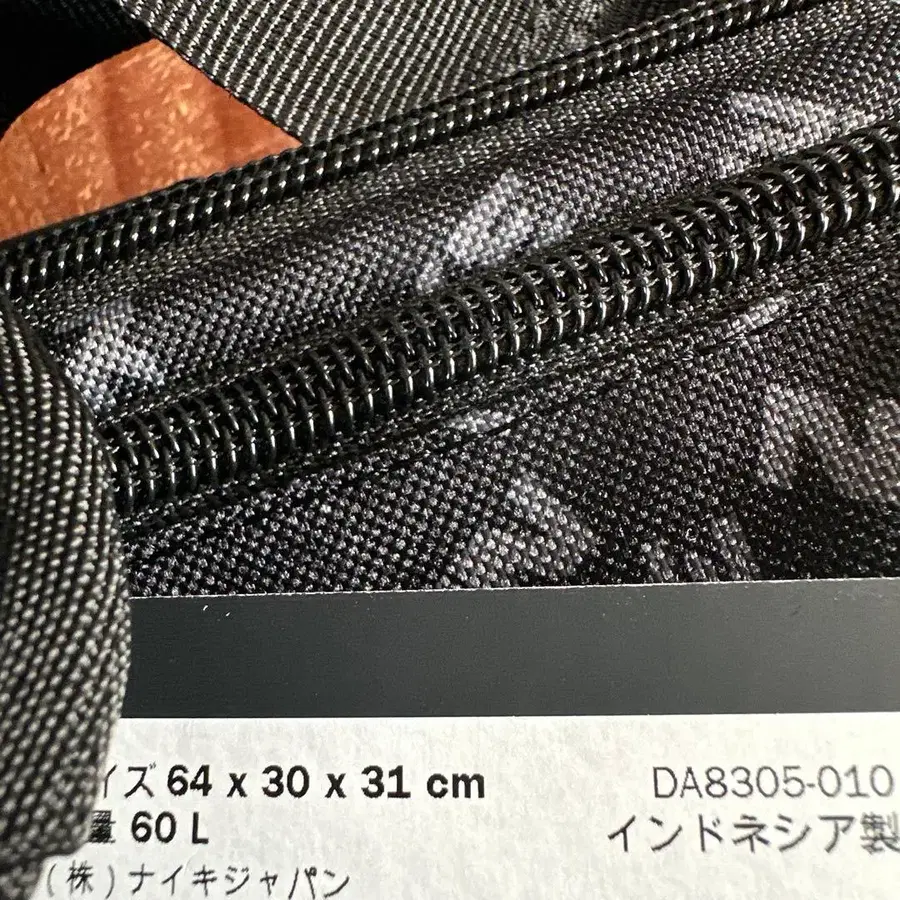 イズ 64 x 30 x 31 cm DA8305-010
量 60 L インドネシア製
(株)ナイキジャパン